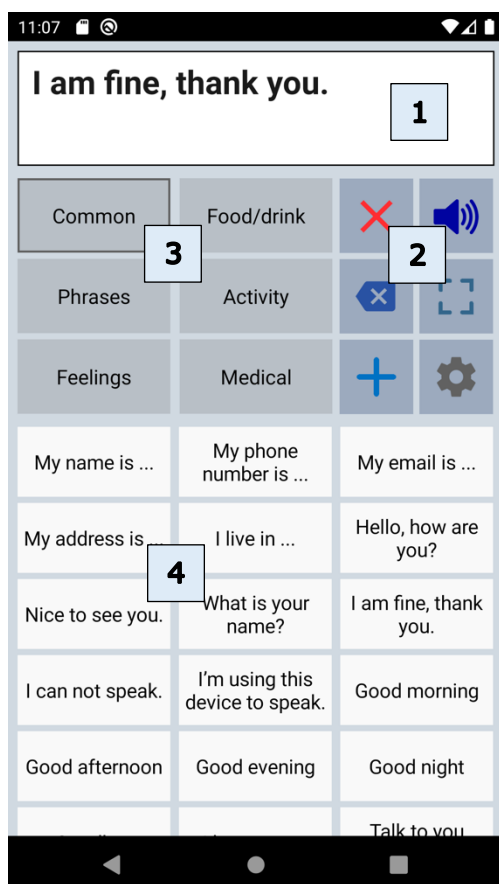 11:07
I am fine, thank you.
1
Common
Food/drink
3
2
Phrases
Activity
Feelings
Medical
My name is ...
My phone
number is ...
My email is ...
My address is ...
I live in ...
Hello, how are
you?
4
Nice to see you.
What is your
name?
I am fine, thank
you.
I can not speak.
I'm using this
device to speak.
Good morning
Good afternoon
Good evening
Good night
Talk to you